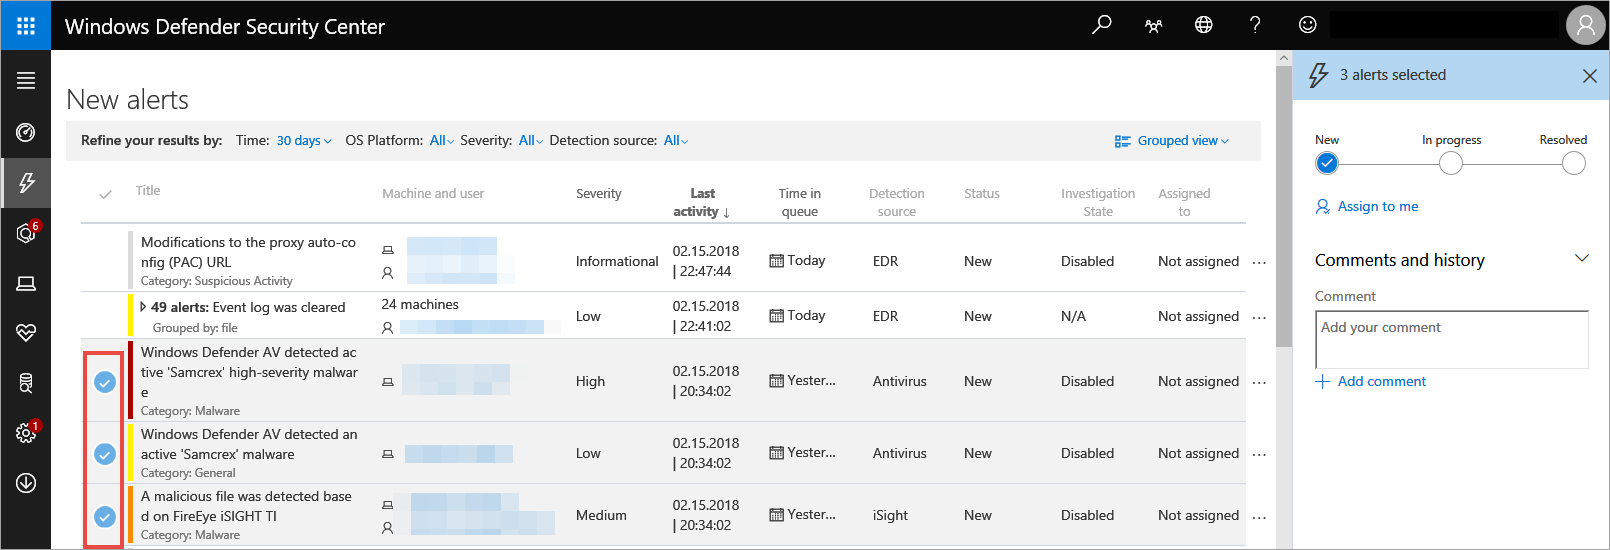 Windows Defender Security Center
?
3 alerts selected
New alerts
Refine your results by: Time: 30 days OS Platform: All Severity: All Detection source: All Grouped view
New In progress Resolved
Assign to me
Comments and history
Comment
Add your comment
Add comment
6
1
Title Machine and user Severity Last activity ↓ Time in queue Detection source Status Investigation State Assigned to
Modifications to the proxy auto-co
nfig (PAC) URL
Category: Suspicious Activity
Informational
02.15.2018
| 22:47:44
Today
EDR
New
Disabled
Not assigned ...
49 alerts: Event log was cleared
Grouped by: file
24 machines
Low
02.15.2018
| 22:41:02
Today
EDR
New
N/A
Not assigned ...
Windows Defender AV detected ac
tive 'Samcrex' high-severity malwar
e
Category: Malware
High
02.15.2018
| 20:34:02
Yester...
Antivirus
New
Disabled
Not assigned ...
Windows Defender AV detected an
active 'Samcrex' malware
Category: General
Low
02.15.2018
| 20:34:02
Yester...
Antivirus
New
Disabled
Not assigned ...
A malicious file was detected base
d on FireEye iSIGHT TI
Category: Malware
Medium
02.15.2018
| 20:34:02
Yester...
iSight
New
Disabled
Not assigned ...